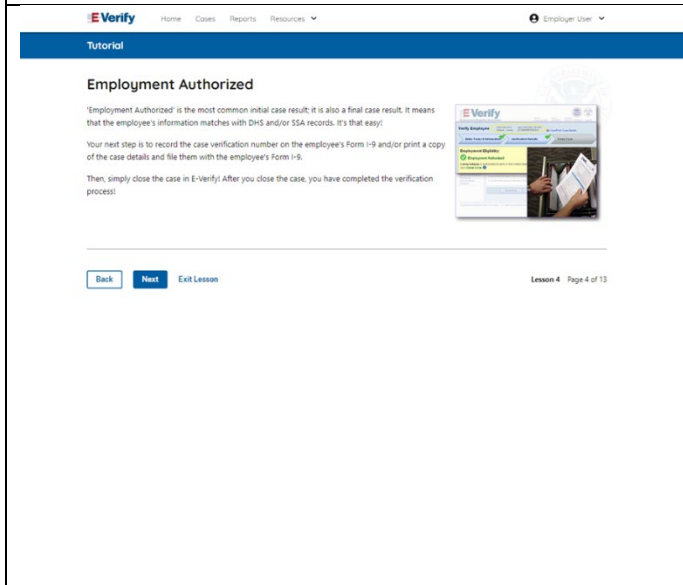 E-Verify Home Cases Reports Resources Employer User
Tutorial
Employment Authorized
'Employment Authorized' is the most common initial case result; it is also a final case result. It means
that the employee's information matches with DHS and/or SSA records. It's that easy!
Your next step is to record the case verification number on the employee's Form I-9 and/or print a copy
of the case details and file them with the employee's Form I-9.
Then, simply close the case in E-Verify! After you close the case, you have completed the verification
process!
E-Verify
Verify Employee
Verification Results
Employment Eligibility:
Employment Authorized
Back Next Exit Lesson Lesson 4 Page 4 of 13